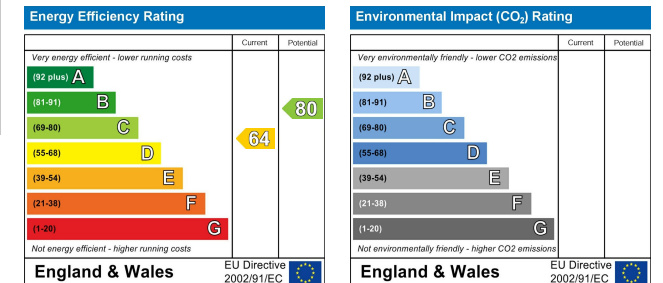 Energy Efficiency Rating
Current Potential
Very energy efficient - lower running costs
(92 plus) A
(81-91) B
(69-80) C
(55-68) D
(39-54) E
(21-38) F
(1-20) G
64
80
Not energy efficient - higher running costs
England & Wales
EU Directive
2002/91/EC
Environmental Impact (CO₂) Rating
Current Potential
Very environmentally friendly - lower CO2 emissions
(92 plus) A
(81-91) B
(69-80) C
(55-68) D
(39-54) E
(21-38) F
(1-20) G
Not environmentally friendly - higher CO2 emissions
England & Wales
EU Directive
2002/91/EC